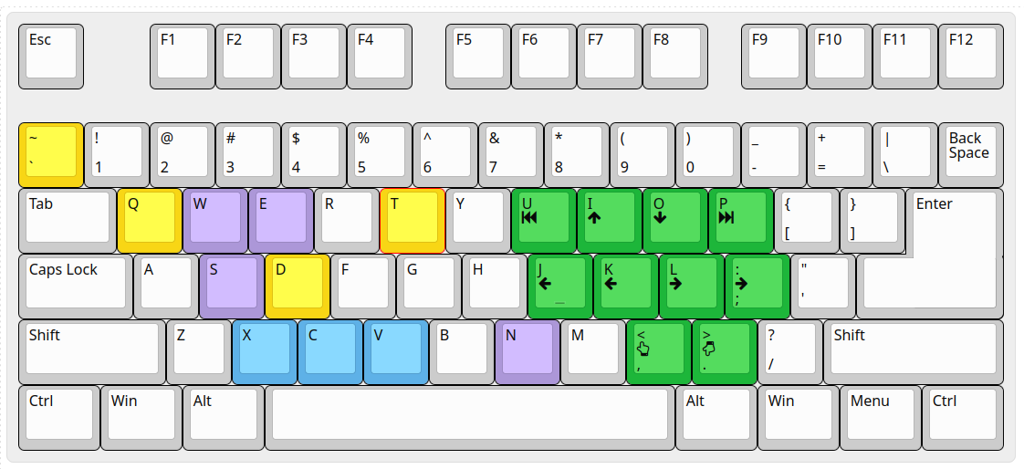 Esc F1 F2 F3 F4 F5 F6 F7 F8 F9 F10 F11 F12
~ ! @ # $ % ^ & * ( ) _ + | Back Space
` 1 2 3 4 5 6 7 8 9 0 - = \
Tab Q W E R T Y U I O P { } Enter
[ ]
Caps Lock A S D F G H J K L : "
_ ; '
Shift Z X C V B N M < > ? Shift
, . /
Ctrl Win Alt Alt Win Menu Ctrl